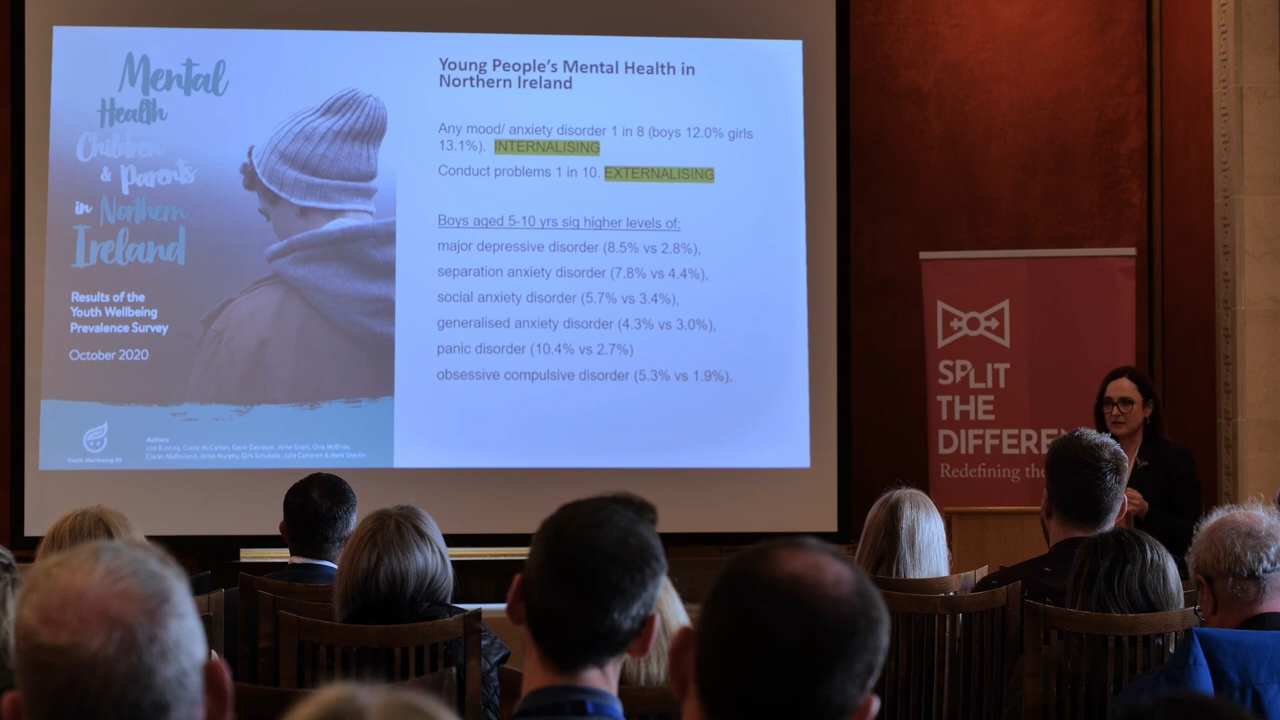 Mental
Health
Children
& Parents
in Northern
Ireland
Results of the
Youth Wellbeing
Prevalence Survey
October 2020
Youth Wellbeing NI
Authors
Young People's Mental Health in
Northern Ireland
Any mood/ anxiety disorder 1 in 8 (boys 12.0% girls
13.1%). INTERNALISING
Conduct problems 1 in 10. EXTERNALISING
Boys aged 5-10 yrs sig higher levels of:
major depressive disorder (8.5% vs 2.8%),
separation anxiety disorder (7.8% vs 4.4%),
social anxiety disorder (5.7% vs 3.4%),
generalised anxiety disorder (4.3% vs 3.0%),
panic disorder (10.4% vs 2.7%)
obsessive compulsive disorder (5.3% vs 1.9%).
SPLIT
THE
DIFFERE
Redefining the